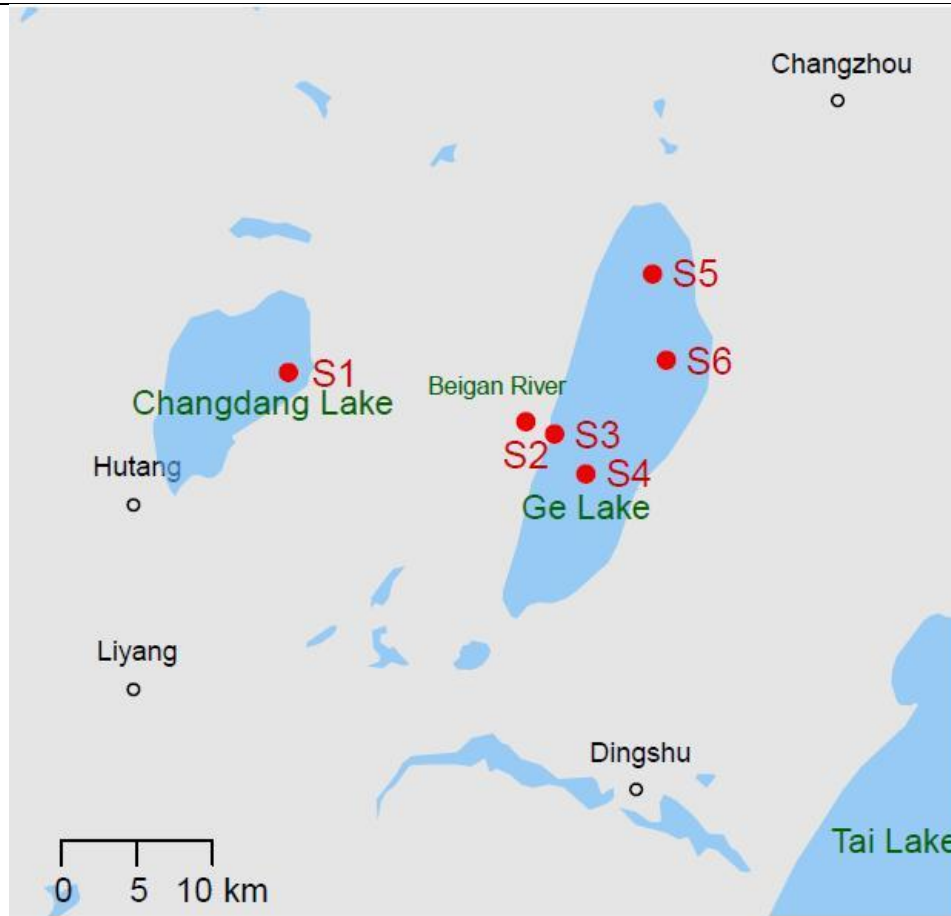 Changzhou
S5
S6
S1
Beigan River
Changdang Lake
S3
S2
Hutang
S4
Ge Lake
Liyang
Dingshu
Tai Lake
0 5 10 km